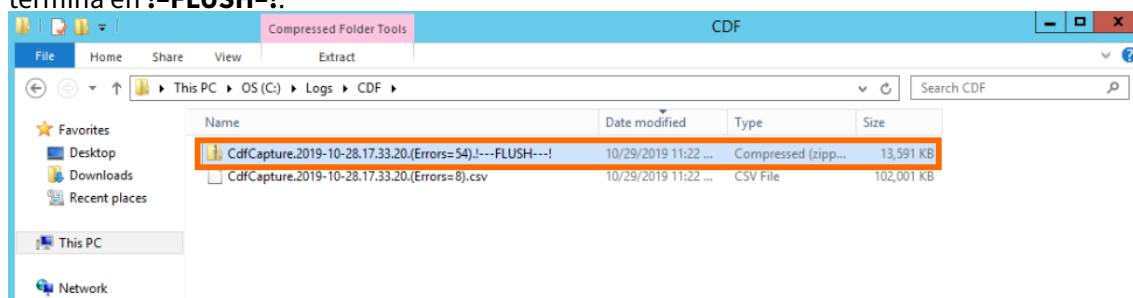 termina en !=FLUSH=!.
Compressed Folder Tools
CDF
File Home Share View Extract
This PC OS (C:) Logs CDF
Search CDF
Name Date modified Type Size
Favorites
Desktop
Downloads
Recent places
This PC
Network
CdfCapture.2019-10-28.17.33.20.(Errors=54).!---FLUSH---! 10/29/2019 11:22 ... Compressed (zipp... 13,591 KB
CdfCapture.2019-10-28.17.33.20.(Errors=8).csv 10/29/2019 11:22 ... CSV File 102,001 KB